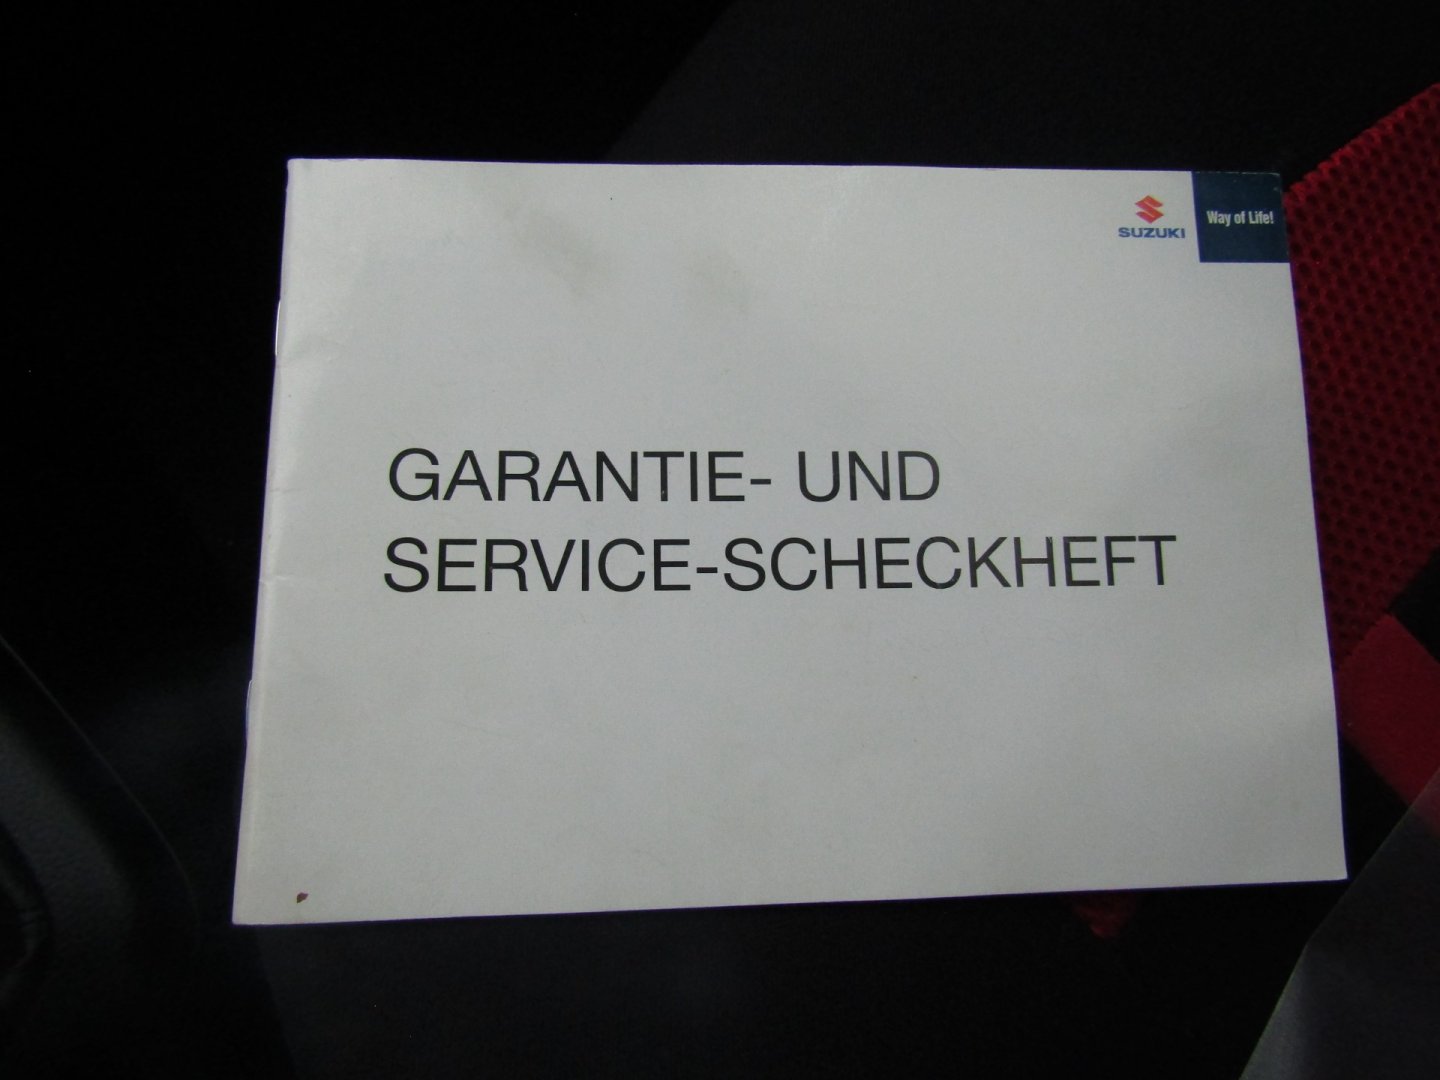 SUZUKI
Way of Life!
GARANTIE- UND
SERVICE-SCHECKHEFT